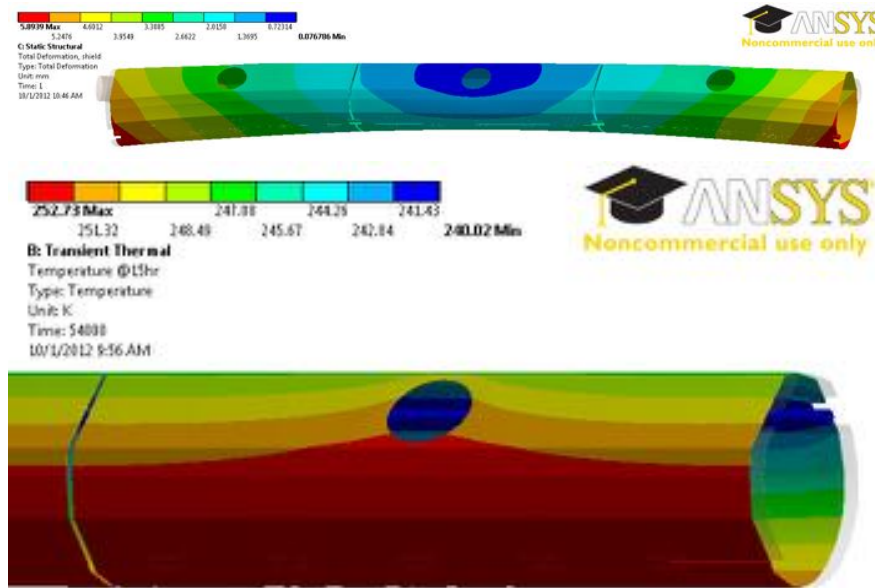 5.8939 Max 4.6012 3.3085 2.0158 0.72314
5.2476 3.9549 2.6622 1.3695 0.076786 Min
C: Static Structural
Total Deformation, shield
Type: Total Deformation
Unit: mm
Time: 1
10/1/2012 10:46 AM
ANSYS
Noncommercial use only
252.73 Max 247.08 244.26 241.43
251.32 248.49 245.67 242.84 240.02 Min
ANSYS
Noncommercial use only
B: Transient Thermal
Temperature @15hr
Type: Temperature
Unit: K
Time: 54000
10/1/2012 9:56 AM